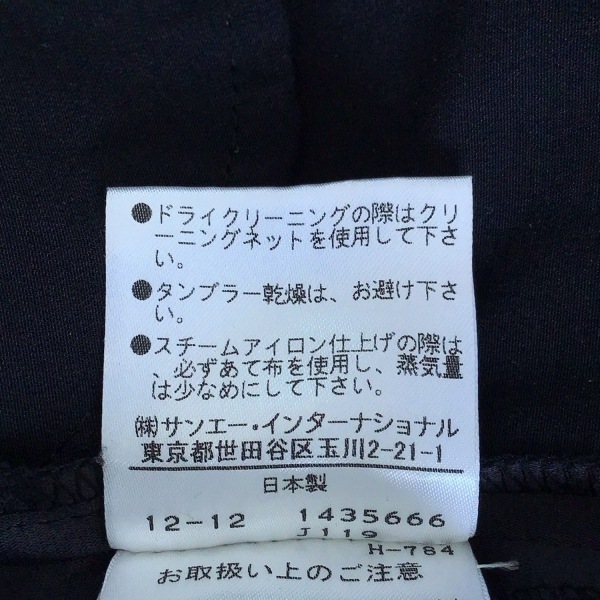 ●ドライクリーニングの際はクリ
ーニングネットを使用して下さ
い。
●タンブラー乾燥は、お避け下さ
い。
●スチームアイロン仕上げの際は
、必ずあて布を使用し、蒸気量
は少なめにして下さい。
㈱サンエー・インターナショナル
東京都世田谷区玉川2-21-1
日本製
12-12 1435666
J119
H-784
お取扱い上のご注意